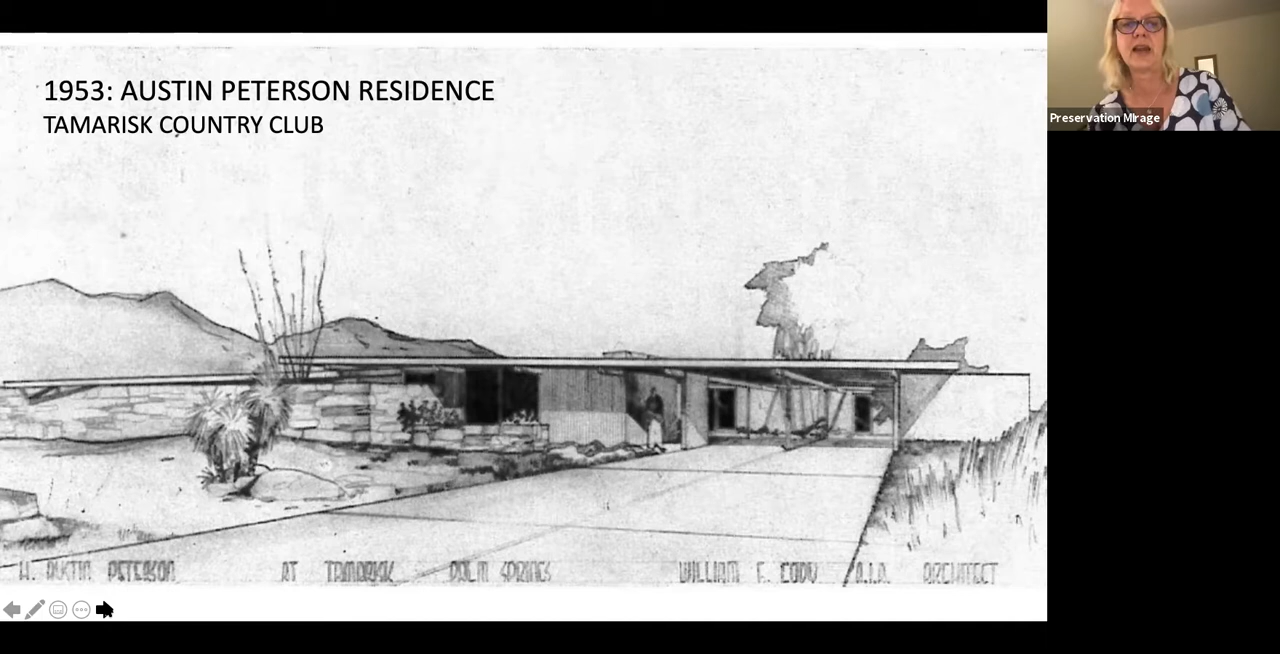 1953: AUSTIN PETERSON RESIDENCE
TAMARISK COUNTRY CLUB
Preservation MIrage
H. AUSTIN PETERSON AT TAMARISK PALM SPRINGS WILLIAM F. CODY A.I.A. ARCHITECT